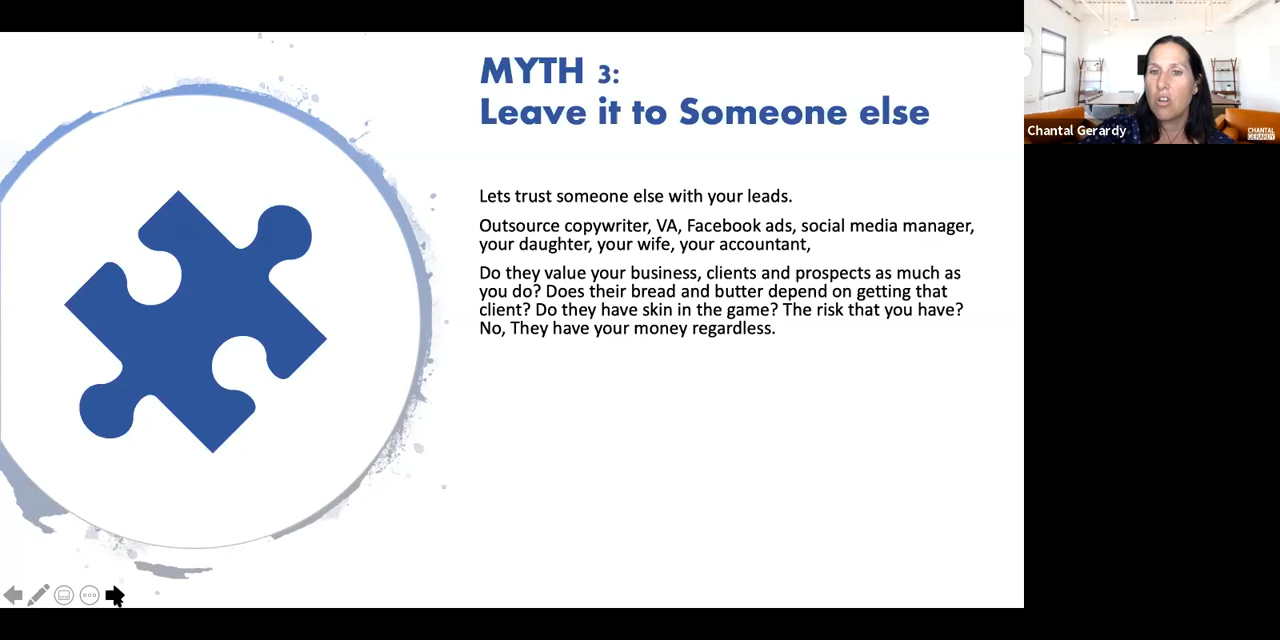 MYTH 3:
Leave it to Someone else
Lets trust someone else with your leads.
Outsource copywriter, VA, Facebook ads, social media manager,
your daughter, your wife, your accountant,
Do they value your business, clients and prospects as much as
you do? Does their bread and butter depend on getting that
client? Do they have skin in the game? The risk that you have?
No, They have your money regardless.
Chantal Gerardy
CHANTAL
GERARDY